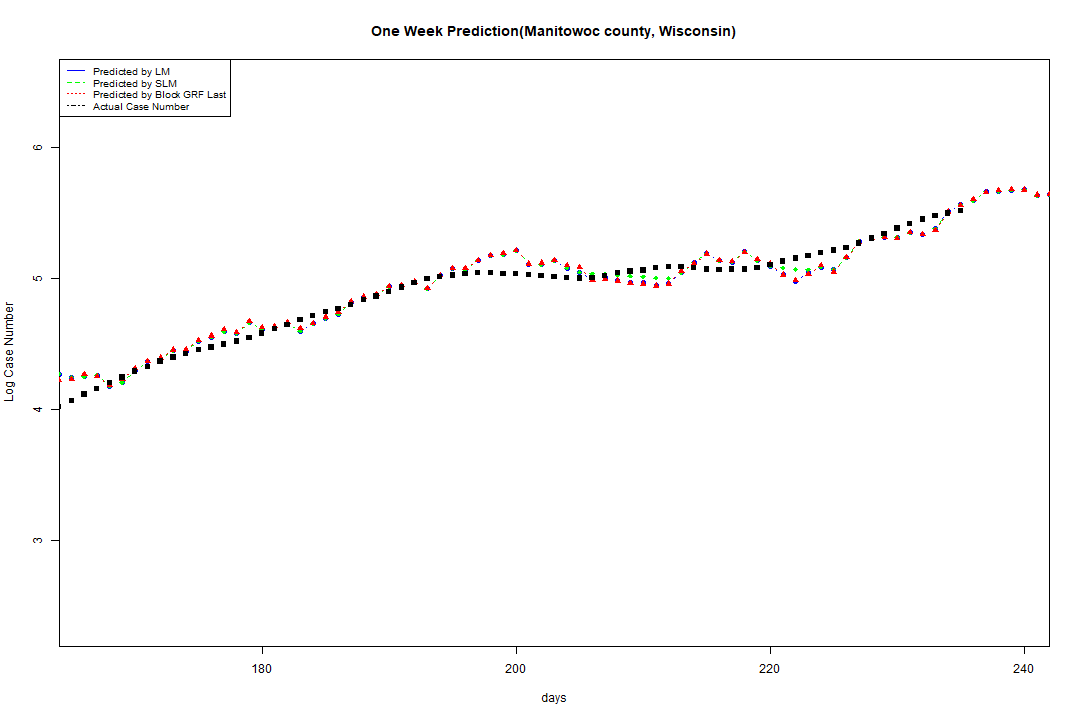 One Week Prediction(Manitowoc county, Wisconsin)
Predicted by LM
Predicted by SLM
Predicted by Block GRF Last
Actual Case Number
6
5
4
3
Log Case Number
180 200 220 240
days